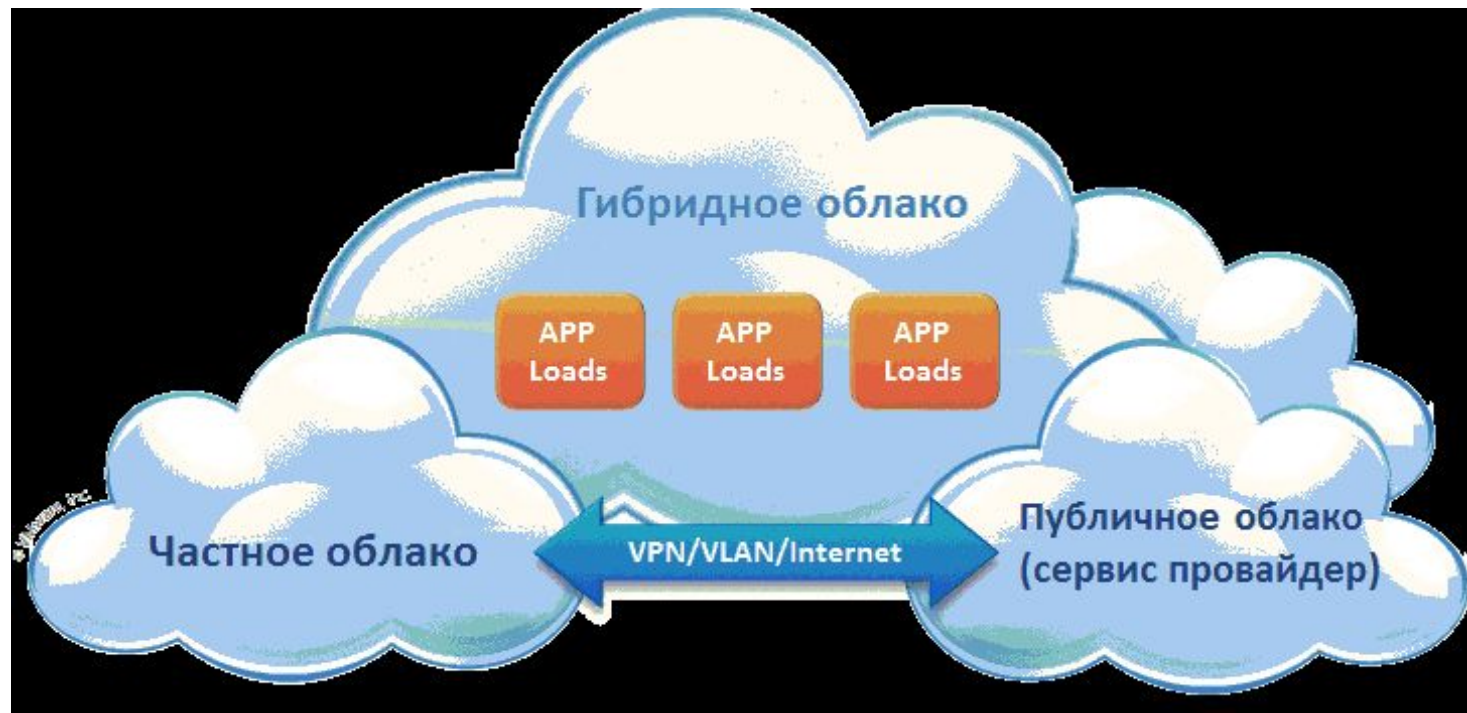 Гибридное облако
APP
Loads
APP
Loads
APP
Loads
Частное облако
VPN/VLAN/Internet
Публичное облако
(сервис провайдер)